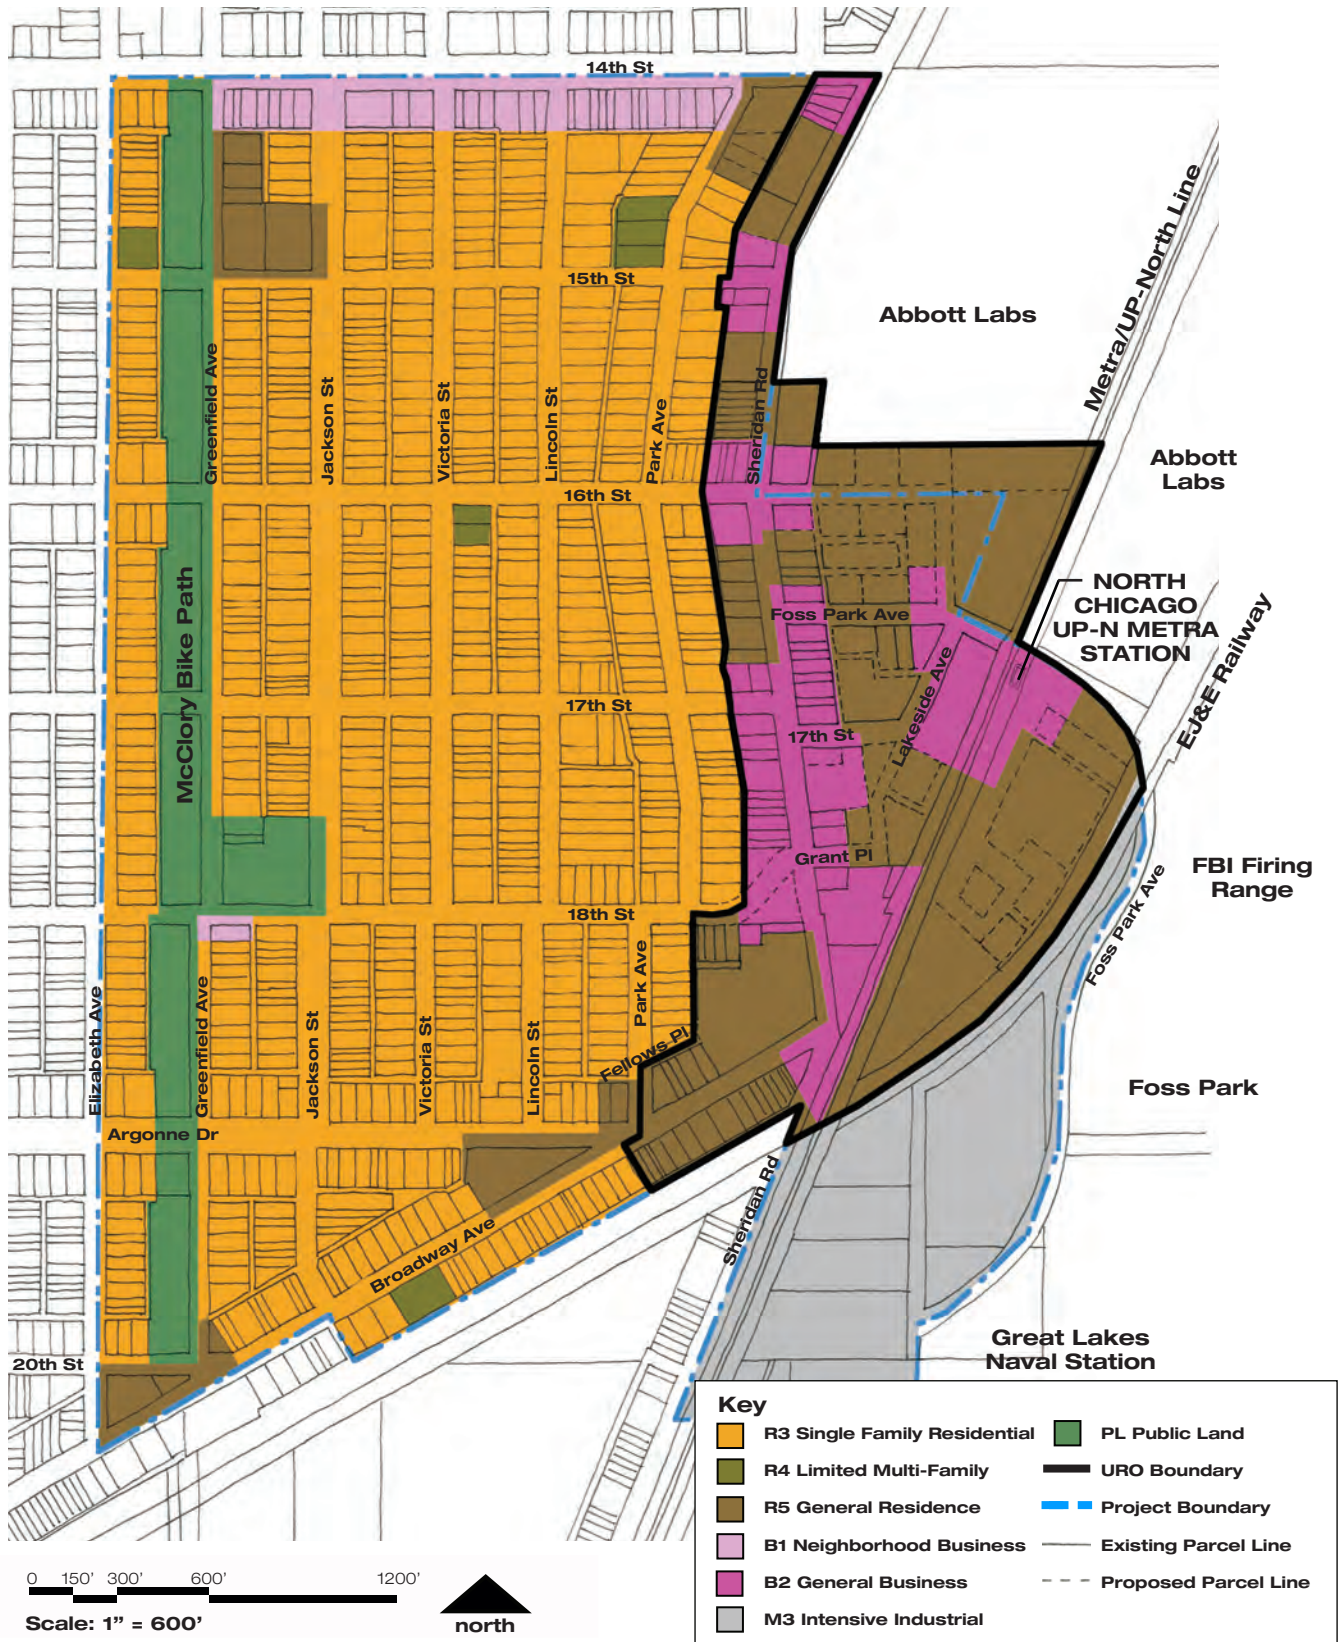 14th St
Metra/UP-North Line
Abbott Labs
15th St
Greenfield Ave
Jackson St
Victoria St
Lincoln St
Park Ave
Sheridan Rd
Abbott
Labs
16th St
McClory Bike Path
NORTH
CHICAGO
UP-N METRA
STATION
Foss Park Ave
Lakeside Ave
EJ&E Railway
17th St
17th St
Grant Pl
FBI Firing
Range
Foss Park Ave
18th St
Elizabeth Ave
Greenfield Ave
Jackson St
Victoria St
Lincoln St
Park Ave
Fellows Pl
Foss Park
Argonne Dr
Broadway Ave
Sheridan Rd
Great Lakes
Naval Station
20th St
Key
R3 Single Family Residential
R4 Limited Multi-Family
R5 General Residence
B1 Neighborhood Business
B2 General Business
M3 Intensive Industrial
PL Public Land
URO Boundary
Project Boundary
Existing Parcel Line
Proposed Parcel Line
0 150' 300' 600' 1200'
Scale: 1” = 600’
north